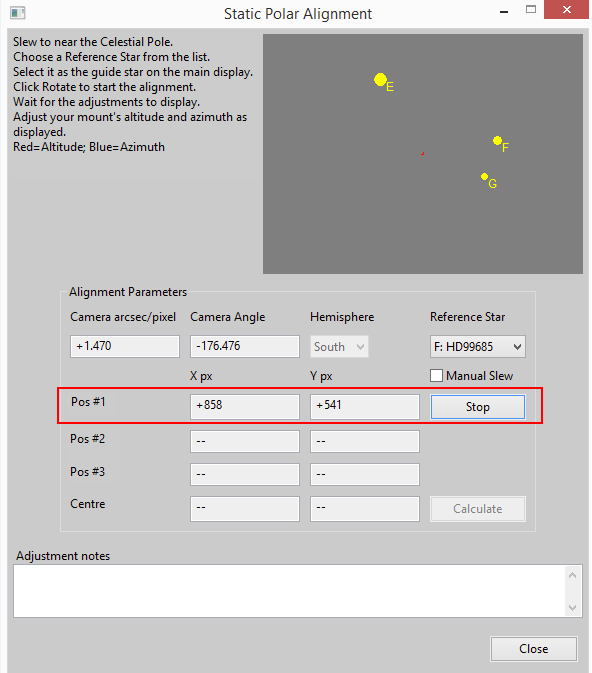 Static Polar Alignment
Slew to near the Celestial Pole.
Choose a Reference Star from the list.
Select it as the guide star on the main display.
Click Rotate to start the alignment.
Wait for the adjustments to display.
Adjust your mount's altitude and azimuth as
displayed.
Red=Altitude; Blue=Azimuth
E
F
G
Alignment Parameters
Camera arcsec/pixel Camera Angle Hemisphere Reference Star
+1.470 -176.476 South F: HD99685
X px Y px Manual Slew
Pos #1 +858 +541 Stop
Pos #2 -- --
Pos #3 -- --
Centre -- -- Calculate
Adjustment notes
Close